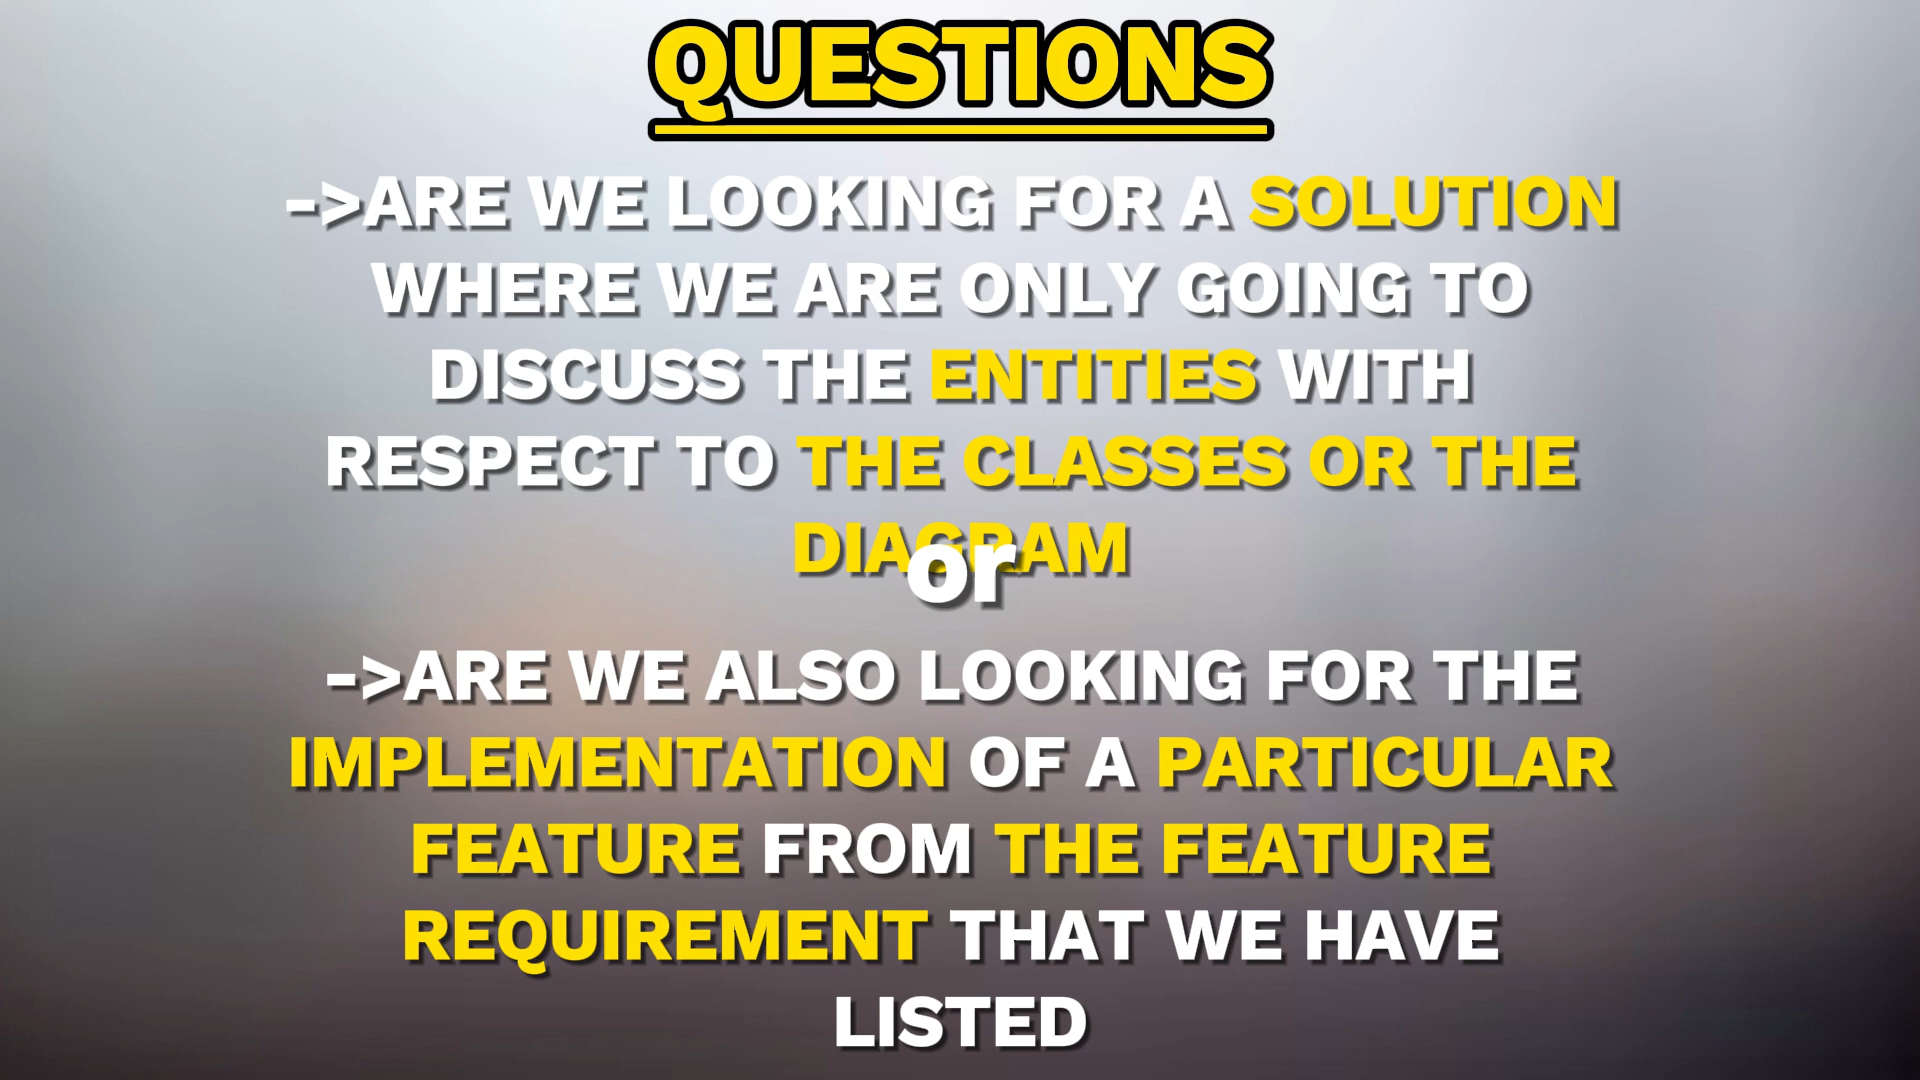 QUESTIONS
->ARE WE LOOKING FOR A SOLUTION
WHERE WE ARE ONLY GOING TO
DISCUSS THE ENTITIES WITH
RESPECT TO THE CLASSES OR THE
DIAGRAM
or
->ARE WE ALSO LOOKING FOR THE
IMPLEMENTATION OF A PARTICULAR
FEATURE FROM THE FEATURE
REQUIREMENT THAT WE HAVE
LISTED